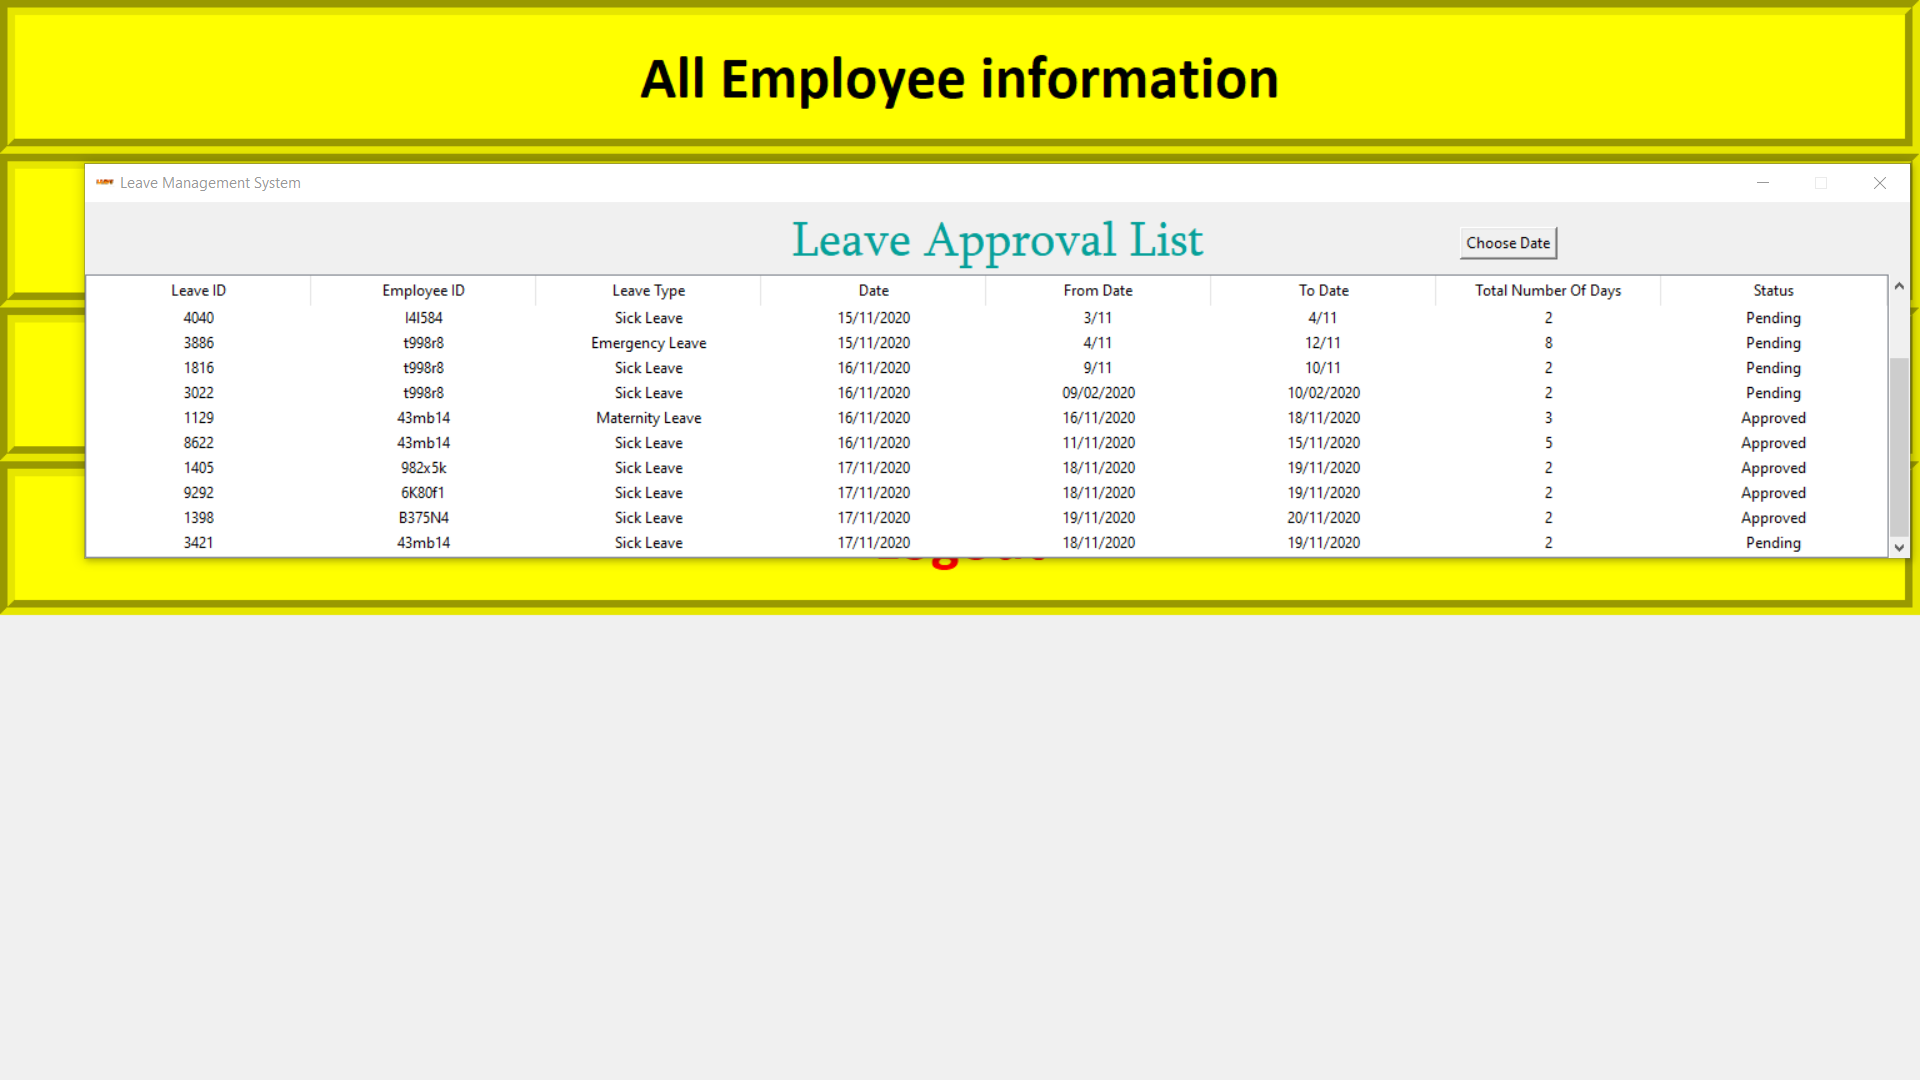 All Employee information
Leave Management System
Leave Approval List
Choose Date
Leave ID Employee ID Leave Type Date From Date To Date Total Number Of Days Status
4040 I4I584 Sick Leave 15/11/2020 3/11 4/11 2 Pending
3886 t998r8 Emergency Leave 15/11/2020 4/11 12/11 8 Pending
1816 t998r8 Sick Leave 16/11/2020 9/11 10/11 2 Pending
3022 t998r8 Sick Leave 16/11/2020 09/02/2020 10/02/2020 2 Pending
1129 43mb14 Maternity Leave 16/11/2020 16/11/2020 18/11/2020 3 Approved
8622 43mb14 Sick Leave 16/11/2020 11/11/2020 15/11/2020 5 Approved
1405 982x5k Sick Leave 17/11/2020 18/11/2020 19/11/2020 2 Approved
9292 6K80f1 Sick Leave 17/11/2020 18/11/2020 19/11/2020 2 Approved
1398 B375N4 Sick Leave 17/11/2020 19/11/2020 20/11/2020 2 Approved
3421 43mb14 Sick Leave 17/11/2020 18/11/2020 19/11/2020 2 Pending